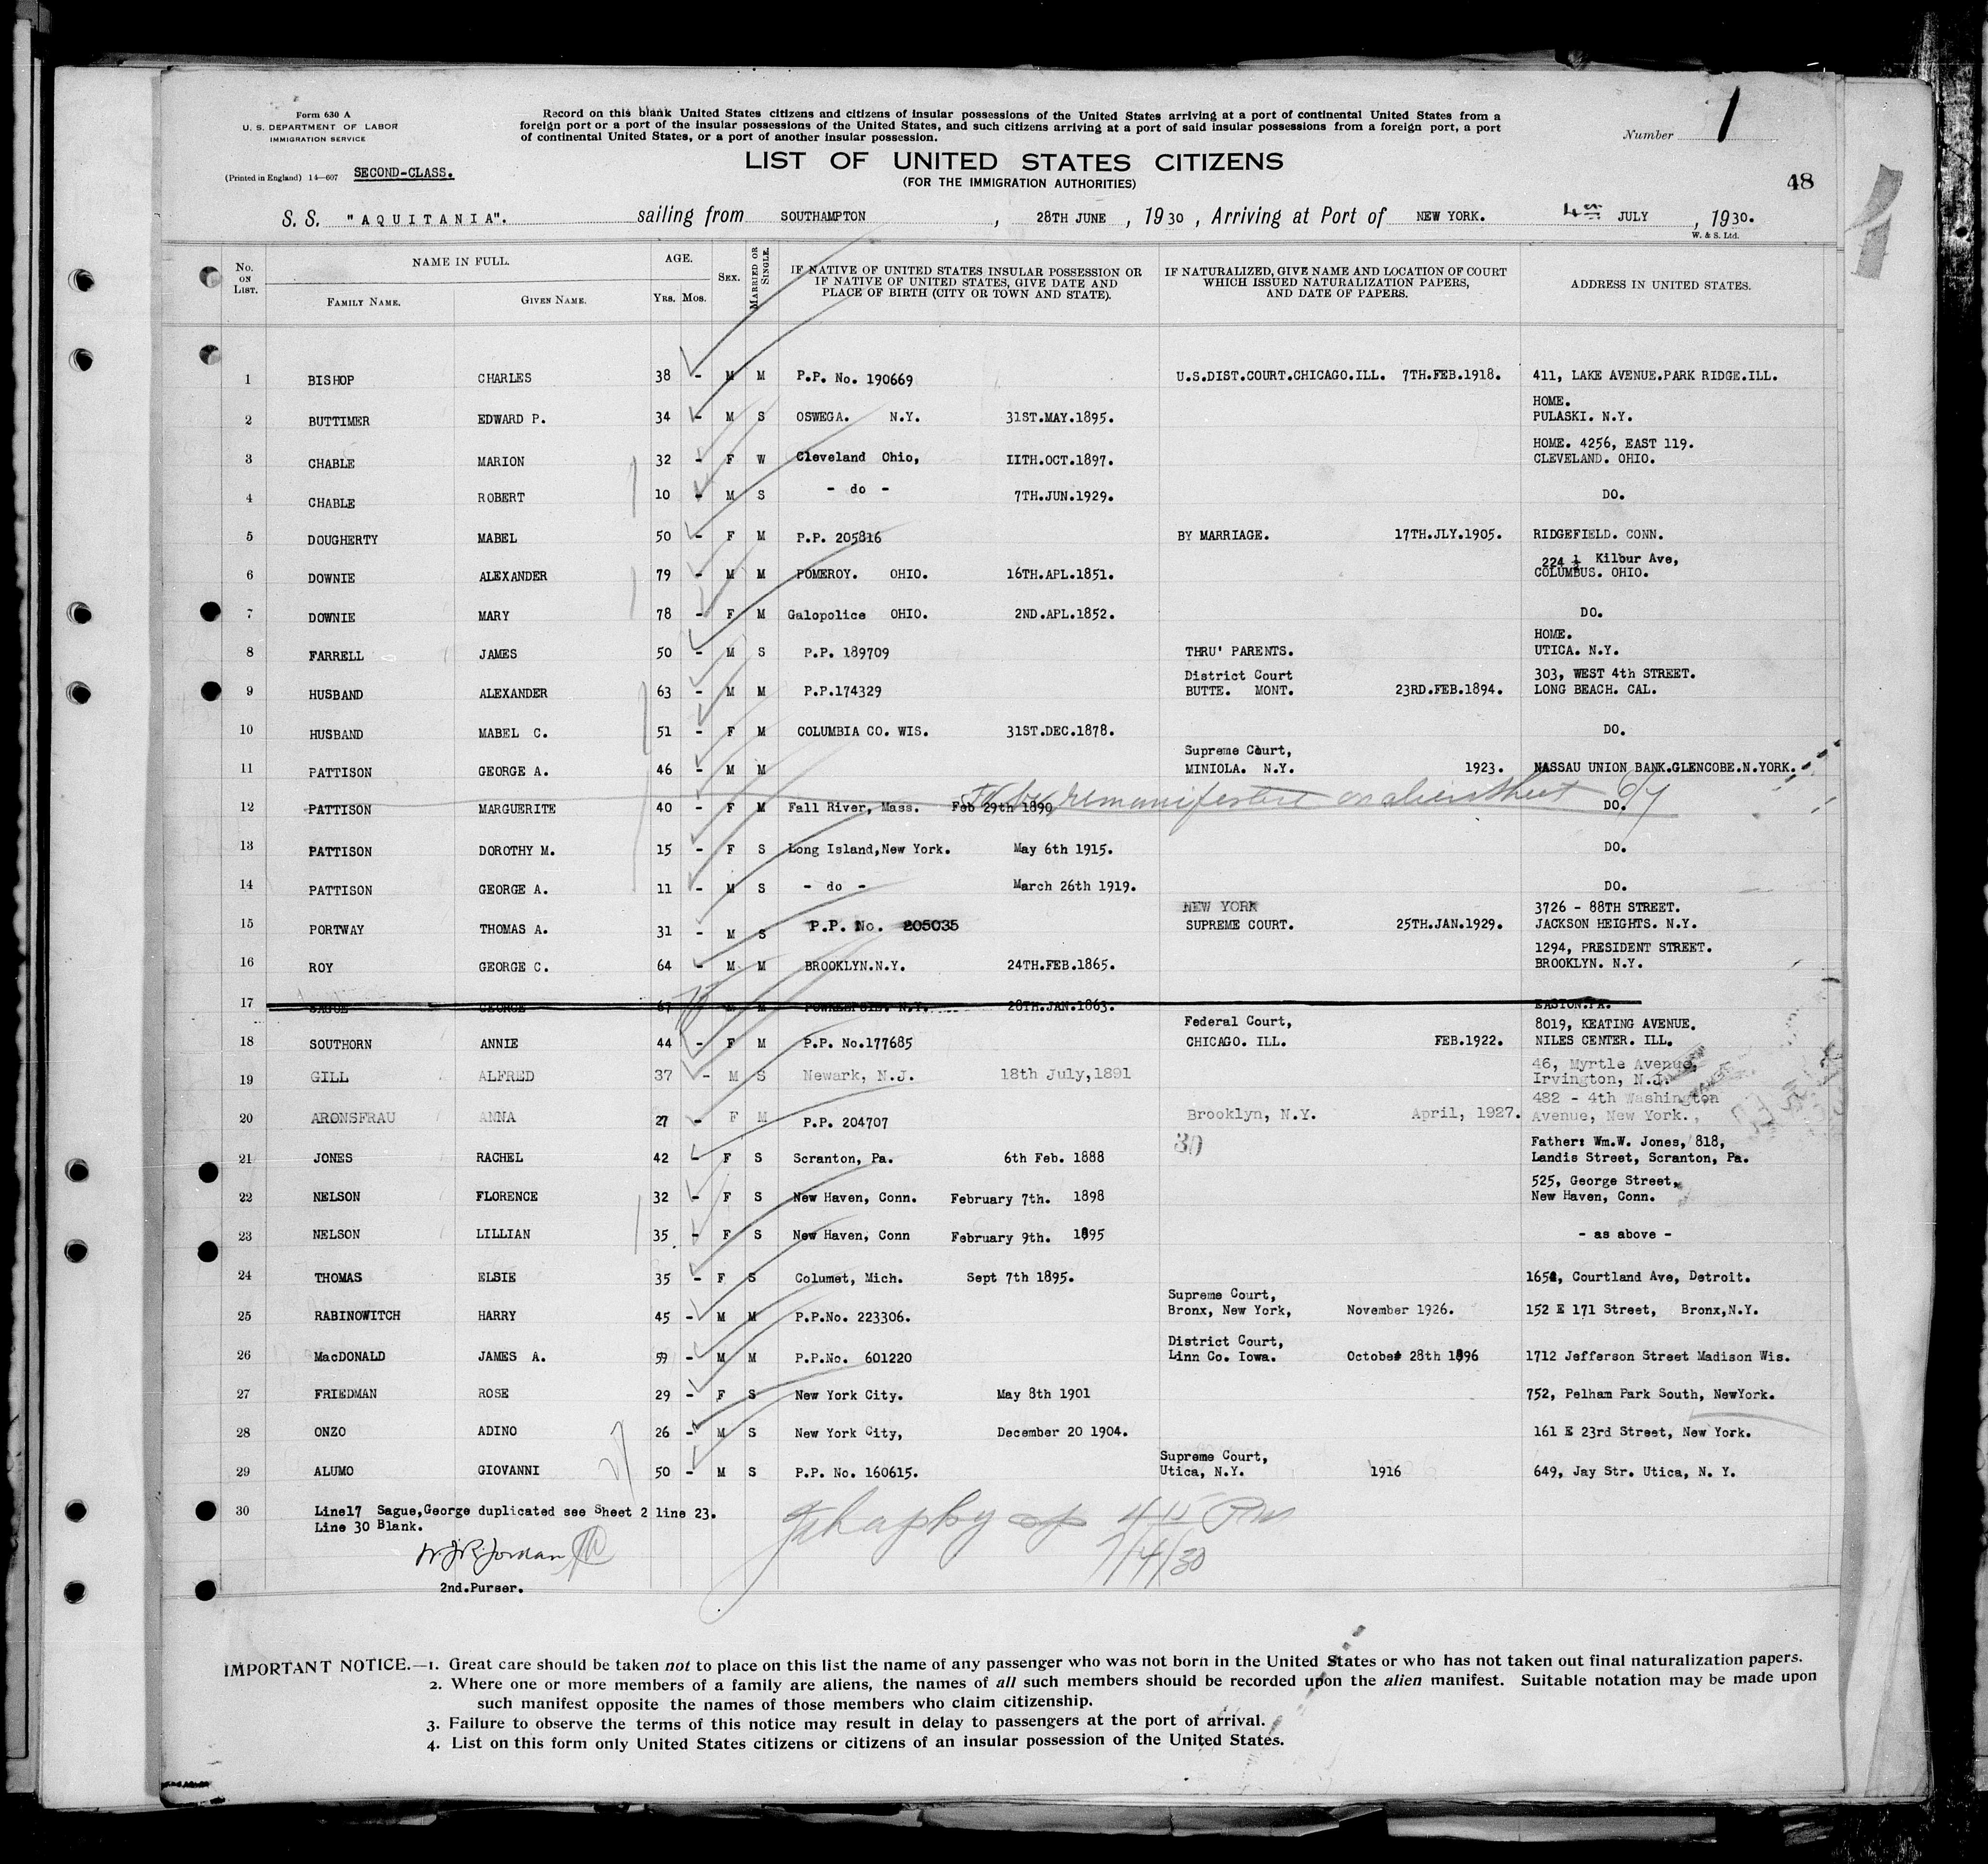 Form 630 A
U. S. DEPARTMENT OF LABOR
IMMIGRATION SERVICE
(Printed in England) 14—607 SECOND-CLASS.
Record on this blank United States citizens and citizens of insular possessions of the United States arriving at a port of continental United States from a
foreign port or a port of the insular possessions of the United States, and such citizens arriving at a port of said insular possessions from a foreign port, a port
of continental United States, or a port of another insular possession.
Number 1
LIST OF UNITED STATES CITIZENS
(FOR THE IMMIGRATION AUTHORITIES)
48
S. S. "AQUITANIA". sailing from SOUTHAMPTON, 28TH JUNE, 1930, Arriving at Port of NEW YORK. 4th JULY, 1930.
W. & S. Ltd.
No. ON LIST. NAME IN FULL. FAMILY NAME. GIVEN NAME. AGE. Yrs. Mos. SEX. MARRIED OR SINGLE. IF NATIVE OF UNITED STATES INSULAR POSSESSION OR IF NATIVE OF UNITED STATES, GIVE DATE AND PLACE OF BIRTH (CITY OR TOWN AND STATE). IF NATURALIZED, GIVE NAME AND LOCATION OF COURT WHICH ISSUED NATURALIZATION PAPERS, AND DATE OF PAPERS. ADDRESS IN UNITED STATES.
1 BISHOP CHARLES 38 - M M P.P. No. 190669 U.S.DIST.COURT.CHICAGO.ILL. 7TH.FEB.1918. 411, LAKE AVENUE.PARK RIDGE.ILL.
2 BUTTIMER EDWARD P. 34 - M S OSWEGA. N.Y. 31ST.MAY.1895. HOME. PULASKI. N.Y.
3 CHABLE MARION 32 - F W Cleveland Ohio, IITH.OCT.1897. HOME. 4256, EAST 119. CLEVELAND. OHIO.
4 CHABLE ROBERT 10 - M S - do - 7TH.JUN.1929. DO.
5 DOUGHERTY MABEL 50 - F M P.P. 205816 BY MARRIAGE. 17TH.JLY.1905. RIDGEFIELD. CONN.
6 DOWNIE ALEXANDER 79 - M M POMEROY. OHIO. 16TH.APL.1851. 224 ½ Kilbur Ave, COLUMBUS. OHIO.
7 DOWNIE MARY 78 - F M Galopolice OHIO. 2ND.APL.1852. DO.
8 FARRELL JAMES 50 - M S P.P. 189709 THRU' PARENTS. HOME. UTICA. N.Y.
9 HUSBAND ALEXANDER 63 - M M P.P.174329 District Court BUTTE. MONT. 23RD.FEB.1894. 303, WEST 4th STREET. LONG BEACH. CAL.
10 HUSBAND MABEL C. 51 - F M COLUMBIA CO. WIS. 31ST.DEC.1878. DO.
11 PATTISON GEORGE A. 46 - M M Supreme Court, MINIOLA. N.Y. 1923. NASSAU UNION BANK.GLENCOBE.N.YORK.
12 PATTISON MARGUERITE 40 - F M Fall River, Mass. Feb 29th 1890 To be remanifested on alien sheet DO.
13 PATTISON DOROTHY M. 15 - F S Long Island,New York. May 6th 1915. DO.
14 PATTISON GEORGE A. 11 - M S - do - March 26th 1919. DO.
15 PORTWAY THOMAS A. 31 - M S P.P. No. 205035 NEW YORK SUPREME COURT. 25TH.JAN.1929. 3726 - 88TH STREET. JACKSON HEIGHTS. N.Y.
16 ROY GEORGE C. 64 - M M BROOKLYN.N.Y. 24TH.FEB.1865. 1294, PRESIDENT STREET. BROOKLYN. N.Y.
17 SAGUE GEORGE 67 M M N.Y. 28TH.JAN.1863. EASTON.PA.
18 SOUTHORN ANNIE 44 - F M P.P. No.177685 Federal Court, CHICAGO. ILL. FEB.1922. 8019, KEATING AVENUE. NILES CENTER. ILL.
19 GILL ALFRED 37 - M S Newark, N.J. 18th July,1891 46, Myrtle Avenue, Irvington, N.J.
20 ARONSFRAU ANNA 27 - F M P.P. 204707 Brooklyn, N.Y. April, 1927. 482 - 4th Washington Avenue, New York.
30
21 JONES RACHEL 42 - F S Scranton, Pa. 6th Feb. 1888 Father: Wm.W. Jones, 818, Landis Street, Scranton, Pa.
22 NELSON FLORENCE 32 - F S New Haven, Conn. February 7th. 1898 525, George Street, New Haven, Conn.
23 NELSON LILLIAN 35 - F S New Haven, Conn February 9th. 1895 - as above -
24 THOMAS ELSIE 35 - F S Columet, Mich. Sept 7th 1895. 1652, Courtland Ave, Detroit.
25 RABINOWITCH HARRY 45 - M M P.P.No. 223306. Supreme Court, Bronx, New York, November 1926. 152 E 171 Street, Bronx,N.Y.
26 MacDONALD JAMES A. 59 - M M P.P.No. 601220 District Court, Linn Co. Iowa. October 28th 1896 1712 Jefferson Street Madison Wis.
27 FRIEDMAN ROSE 29 - F S New York City. May 8th 1901 752, Pelham Park South, NewYork.
28 ONZO ADINO 26 - M S New York City, December 20 1904. 161 E 23rd Street, New York.
29 ALUMO GIOVANNI 50 - M S P.P. No. 160615. Supreme Court, Utica, N.Y. 1916 649, Jay Str. Utica, N. Y.
30 Line17 Sague,George duplicated see Sheet 2 line 23.
Line 30 Blank.
W J R Jordan
2nd.Purser.
7/4/30
IMPORTANT NOTICE.—1. Great care should be taken not to place on this list the name of any passenger who was not born in the United States or who has not taken out final naturalization papers.
2. Where one or more members of a family are aliens, the names of all such members should be recorded upon the alien manifest. Suitable notation may be made upon
such manifest opposite the names of those members who claim citizenship.
3. Failure to observe the terms of this notice may result in delay to passengers at the port of arrival.
4. List on this form only United States citizens or citizens of an insular possession of the United States.